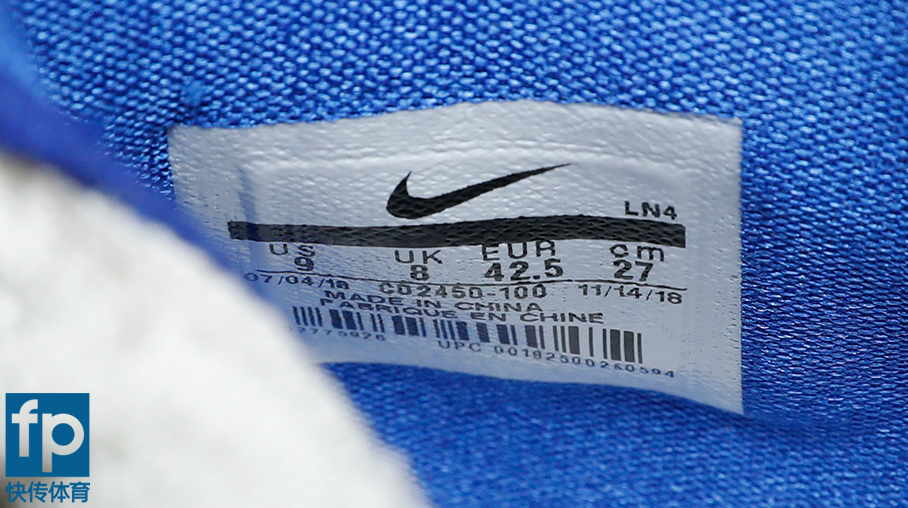 LN4
US UK EUR cm
9 8 42.5 27
07/04/18 CD2450-100 11/14/18
MADE IN CHINA
FABRIQUE EN CHINE
UPC 00192500250594
fp
快传体育